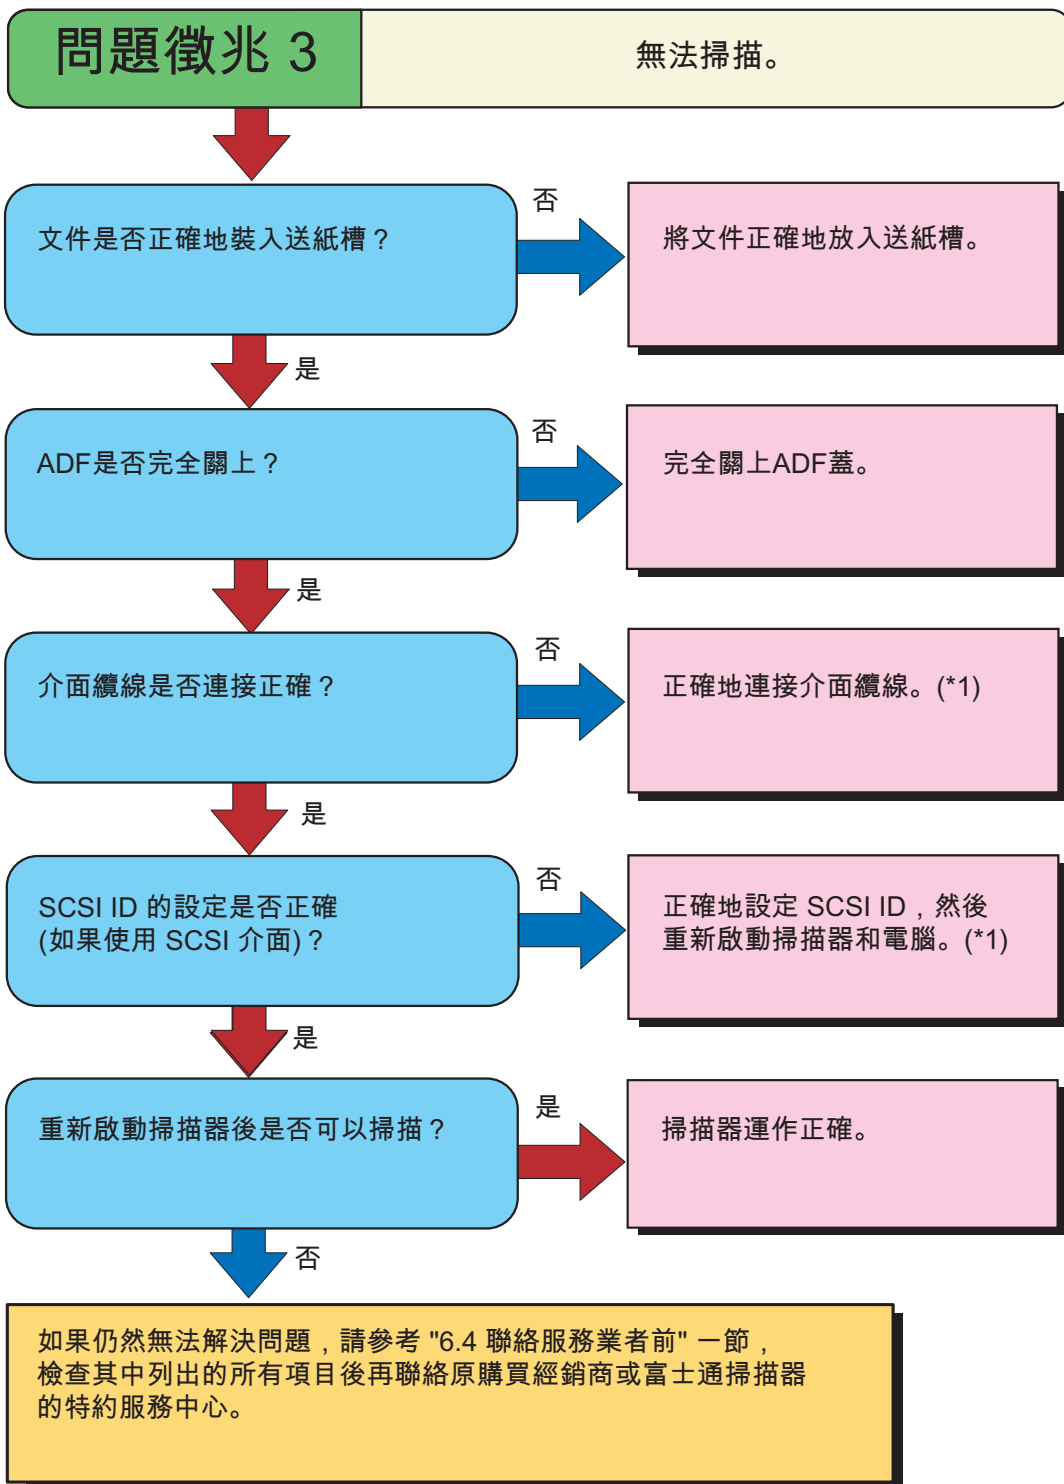 問題徵兆 3
無法掃描。
文件是否正確地裝入送紙槽？
否
將文件正確地放入送紙槽。
是
ADF是否完全關上？
否
完全關上ADF蓋。
是
介面纜線是否連接正確？
否
正確地連接介面纜線。(*1)
是
SCSI ID 的設定是否正確
(如果使用 SCSI 介面)？
否
正確地設定 SCSI ID，然後
重新啟動掃描器和電腦。(*1)
是
重新啟動掃描器後是否可以掃描？
是
掃描器運作正確。
否
如果仍然無法解決問題，請參考 "6.4 聯絡服務業者前" 一節，
檢查其中列出的所有項目後再聯絡原購買經銷商或富士通掃描器
的特約服務中心。